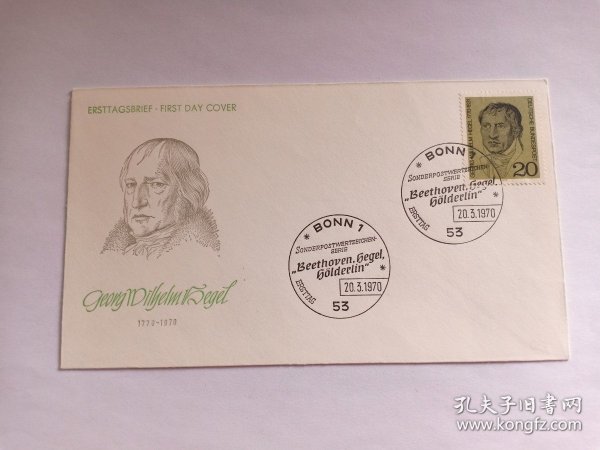 ERSTTAGSBRIEF · FIRST DAY COVER
Georg Wilhelm F. Hegel
1770-1970
DEUTSCHE BUNDESPOST
20
BONN 1
SONDERPOSTWERTZEICHEN-
SERIE
„Beethoven, Hegel,
Hölderlin“
ERSTTAG
20.3.1970
53
BONN 1
SONDERPOSTWERTZEICHEN-
SERIE
„Beethoven, Hegel,
Hölderlin“
ERSTTAG
20.3.1970
53
孔夫子旧书网
www.kongfz.com